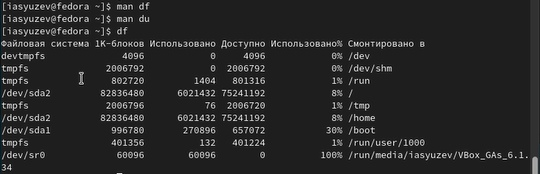 [iasyuzev@fedora ~]$ man df
[iasyuzev@fedora ~]$ man du
[iasyuzev@fedora ~]$ df
Файловая система 1K-блоков Использовано Доступно Использовано% Смонтировано в
devtmpfs 4096 0 4096 0% /dev
tmpfs 2006792 0 2006792 0% /dev/shm
tmpfs 802720 1404 801316 1% /run
/dev/sda2 82836480 6021432 75241192 8% /
tmpfs 2006796 76 2006720 1% /tmp
/dev/sda2 82836480 6021432 75241192 8% /home
/dev/sda1 996780 270896 657072 30% /boot
tmpfs 401356 132 401224 1% /run/user/1000
/dev/sr0 60096 60096 0 100% /run/media/iasyuzev/VBox_GAs_6.1.
34